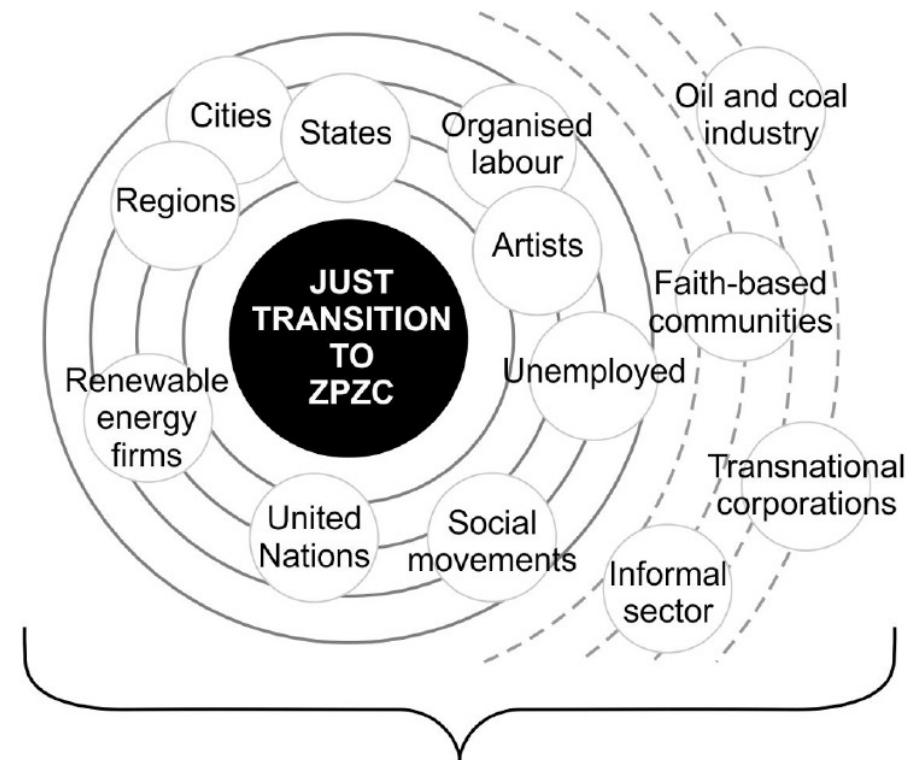 Cities
States
Organised
labour
Oil and coal
industry
Regions
Artists
JUST
TRANSITION
TO
ZPZC
Faith-based
communities
Renewable
energy
firms
Unemployed
United
Nations
Social
movements
Transnational
corporations
Informal
sector